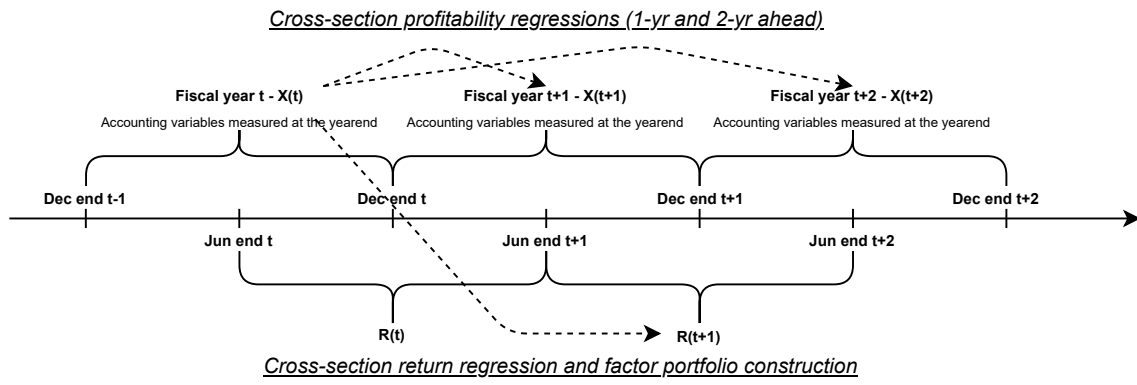 Cross-section profitability regressions (1-yr and 2-yr ahead)
Fiscal year t - X(t)
Fiscal year t+1 - X(t+1)
Fiscal year t+2 - X(t+2)
Accounting variables measured at the yearend
Accounting variables measured at the yearend
Accounting variables measured at the yearend
Dec end t-1
Dec end t
Dec end t+1
Dec end t+2
Jun end t
Jun end t+1
Jun end t+2
R(t)
R(t+1)
Cross-section return regression and factor portfolio construction